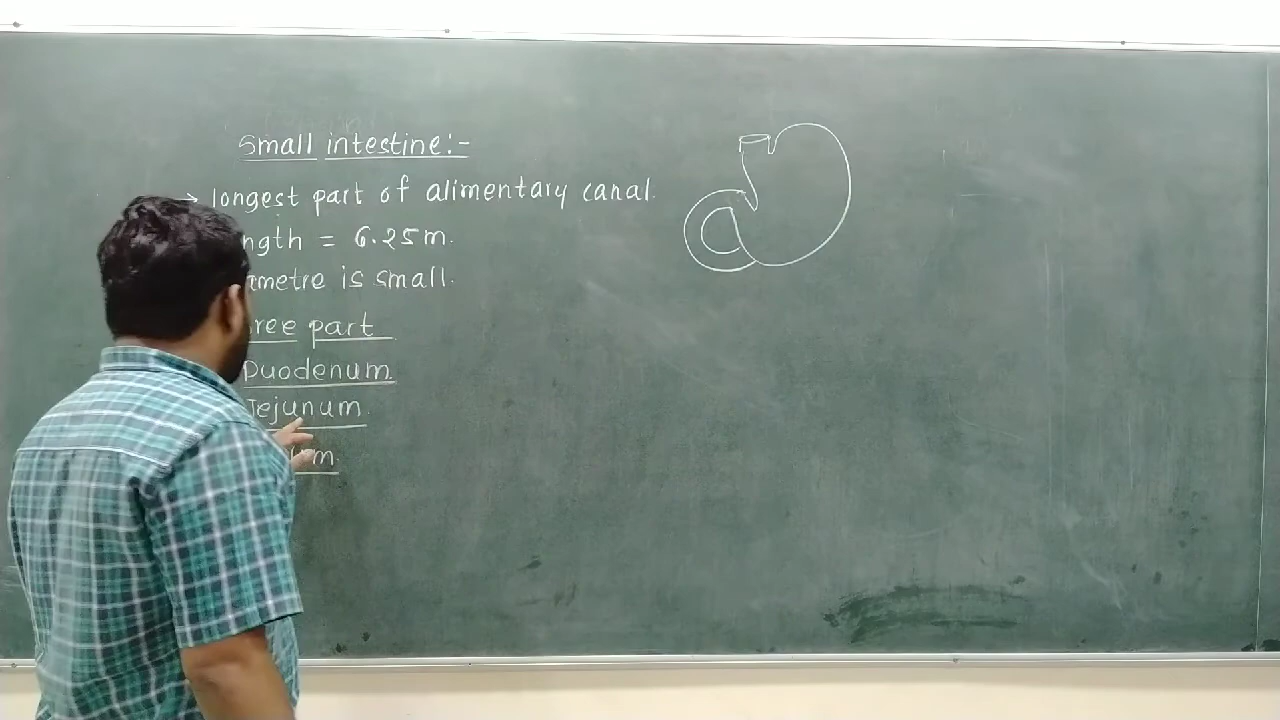 Small intestine:-
→ longest part of alimentary canal.
ngth = 6.25m.
ametre is small.
ree part
Duodenum
Jejunum.
m.